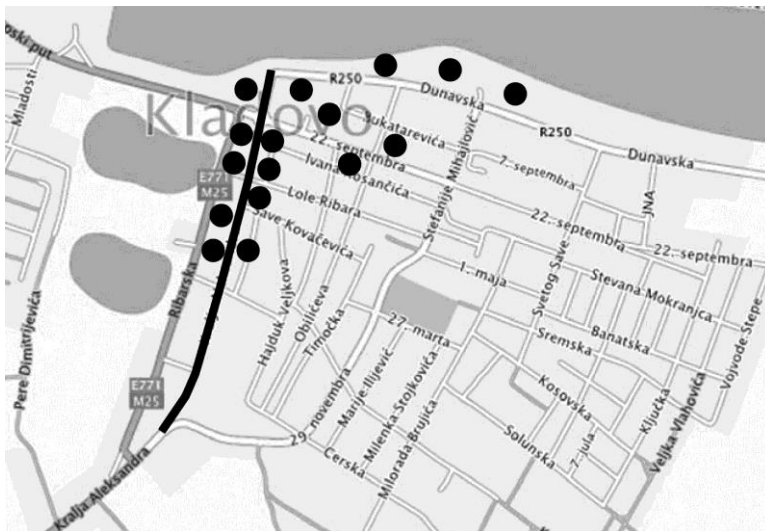 oski put
Mladosti
R250
Dunavska
Kladovo
Bukatarevića
R250
22. septembra
Stefanije Mihajlović
7. septembra
Dunavska
E771
M25
Lole Ribara
JNA
Save Kovačevića
22. septembra
22. septembra
1. maja
Svetog Save
Stevana Mokranjca
Ribarska
Hajduk Veljkova
Obilićeva
Timočka
27. marta
Banatska
Sremska
Vojvode Stepe
Pere Dimitrijevića
E771
M25
29. novembra
Marije Ilijević
Milenka Stojkovića
Milorada Brujića
Kosovska
Ključka
Veljka Vlahovića
Solunska
7. jula
Cerska
Kralja Aleksandra